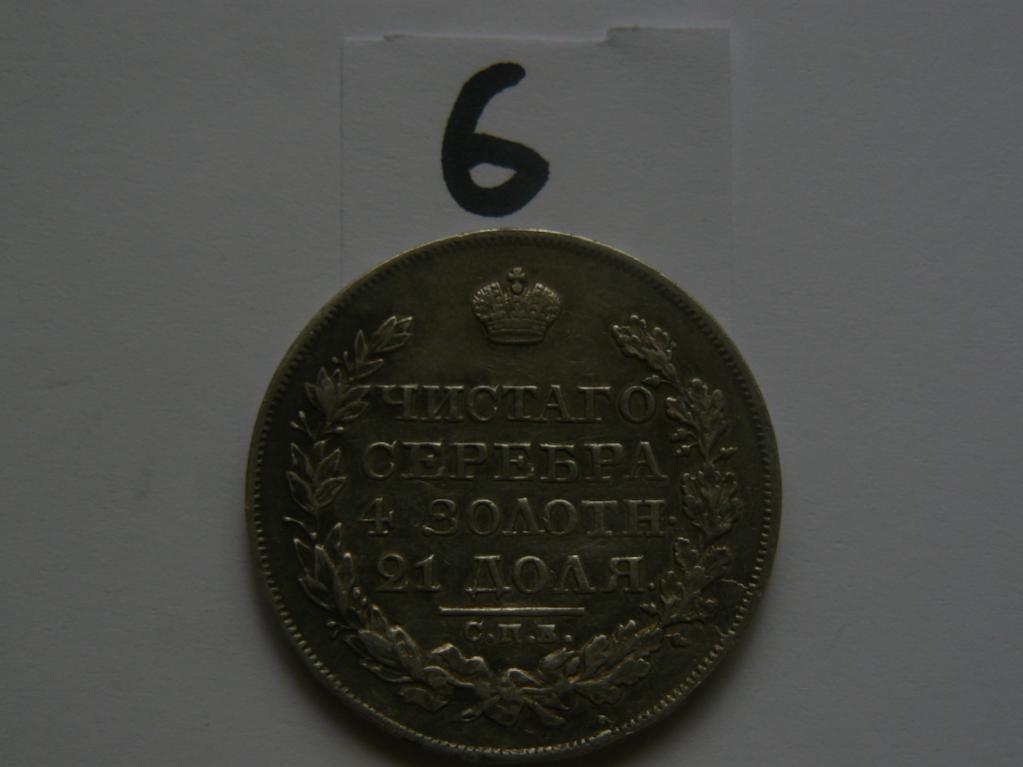 6
ЧИСТАГО
СЕРЕБРА
4 ЗОЛОТН.
21 ДОЛЯ.
С.П.Б.